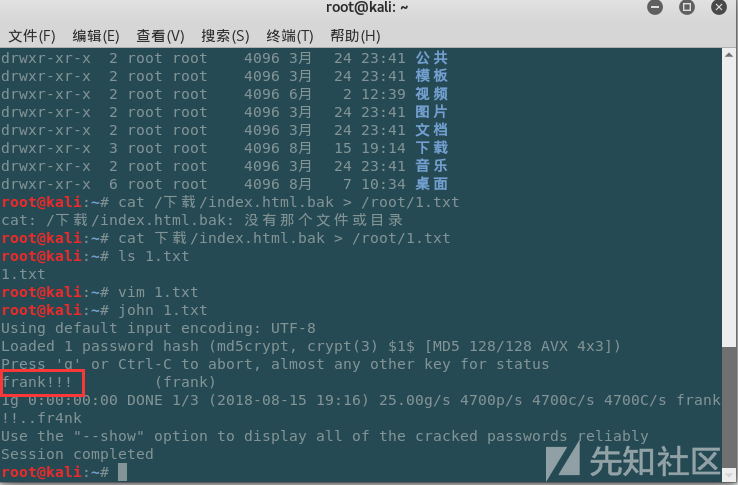 root@kali: ~
文件(F) 编辑(E) 查看(V) 搜索(S) 终端(T) 帮助(H)
drwxr-xr-x 2 root root 4096 3月 24 23:41 公共
drwxr-xr-x 2 root root 4096 3月 24 23:41 模板
drwxr-xr-x 2 root root 4096 6月 2 12:39 视频
drwxr-xr-x 2 root root 4096 3月 24 23:41 图片
drwxr-xr-x 2 root root 4096 3月 24 23:41 文档
drwxr-xr-x 3 root root 4096 8月 15 19:14 下载
drwxr-xr-x 2 root root 4096 3月 24 23:41 音乐
drwxr-xr-x 6 root root 4096 8月 7 10:34 桌面
root@kali:~# cat /下载/index.html.bak > /root/1.txt
cat: /下载/index.html.bak: 没有那个文件或目录
root@kali:~# cat 下载/index.html.bak > /root/1.txt
root@kali:~# ls 1.txt
1.txt
root@kali:~# vim 1.txt
root@kali:~# john 1.txt
Using default input encoding: UTF-8
Loaded 1 password hash (md5crypt, crypt(3) $1$ [MD5 128/128 AVX 4x3])
Press 'q' or Ctrl-C to abort, almost any other key for status
frank!!! (frank)
1g 0:00:00:00 DONE 1/3 (2018-08-15 19:16) 25.00g/s 4700p/s 4700c/s 4700C/s frank
!!..fr4nk
Use the "--show" option to display all of the cracked passwords reliably
Session completed
root@kali:~#
先知社区